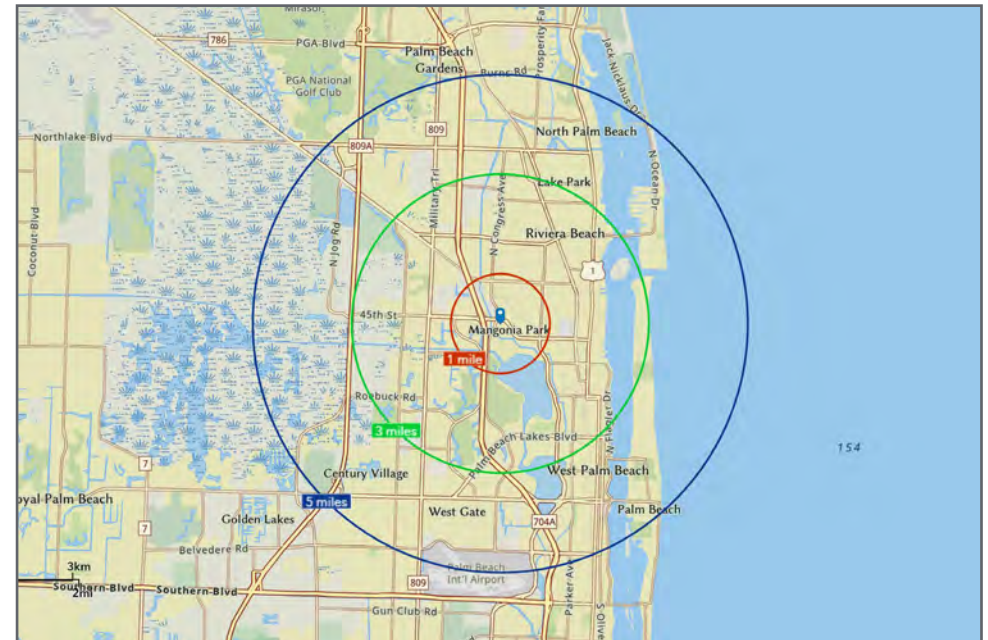 Mirasol
786
PGA Blvd
Palm Beach
Gardens
Burns Rd
Jack Nicklaus Dr
PGA National
Golf Club
Northlake Blvd
809
809A
North Palm Beach
Military Trl
N Congress Ave
Lake Park
N Ocean Dr
Coconut Blvd
N Jog Rd
Riviera Beach
1
45th St
Mangonia Park
1 mile
Roebuck Rd
N Flagler Dr
3 miles
Palm Beach Lakes Blvd
154
7
Century Village
West Palm Beach
oyal Palm Beach
5 miles
Golden Lakes
West Gate
704A
Palm Beach
7
Belvedere Rd
Palm Beach
Int'l Airport
3km
2mi
Southern Blvd
Southern Blvd
809
Gun Club Rd
Parker Ave
S Olive